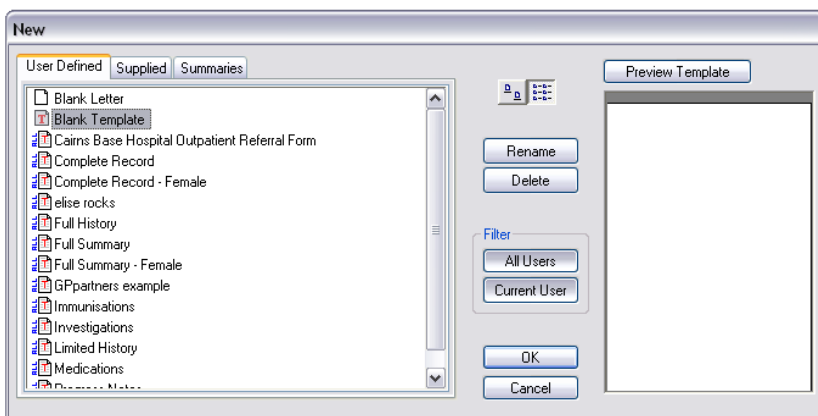 New
User Defined Supplied Summaries
Blank Letter
Blank Template
Cairns Base Hospital Outpatient Referral Form
Complete Record
Complete Record - Female
elise rocks
Full History
Full Summary
Full Summary - Female
GPpartners example
Immunisations
Investigations
Limited History
Medications
Rename
Delete
Filter
All Users
Current User
OK
Cancel
Preview Template